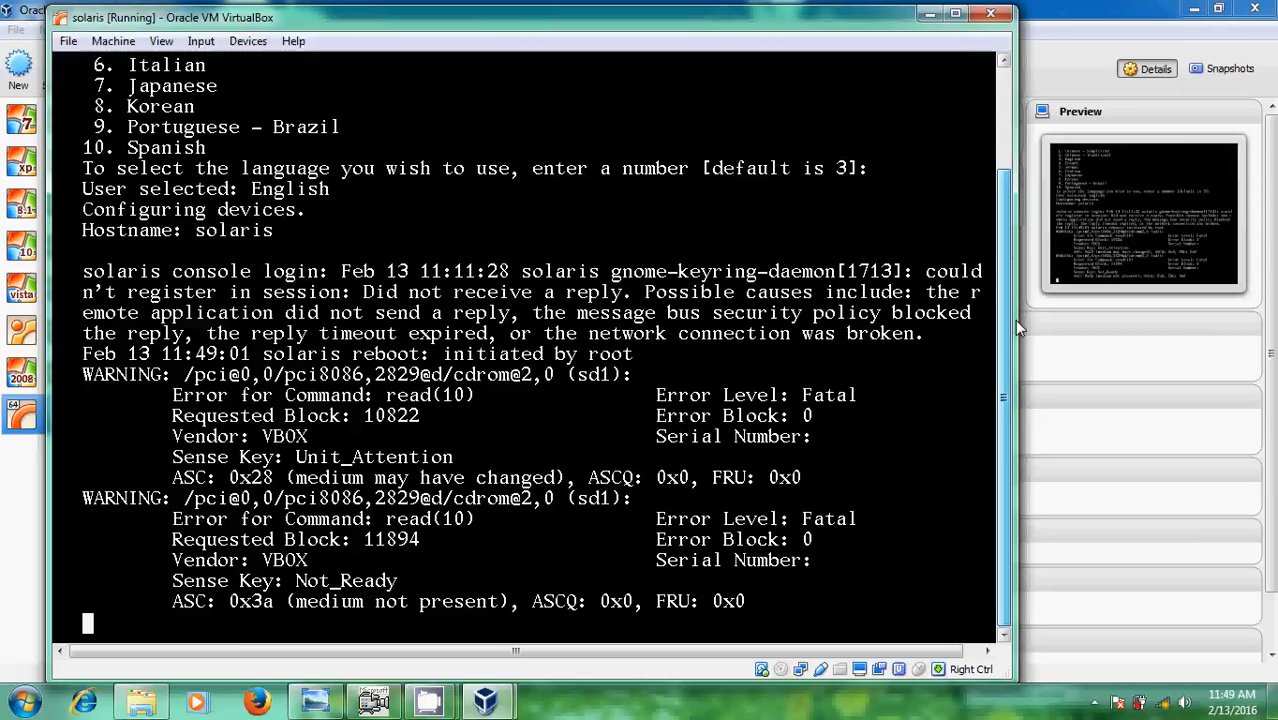 Oracl
solaris [Running] - Oracle VM VirtualBox
File
File Machine View Input Devices Help
New
Details
Snapshots
Preview
6. Italian
7. Japanese
8. Korean
9. Portuguese - Brazil
10. Spanish
To select the language you wish to use, enter a number [default is 3]:
User selected: English
Configuring devices.
Hostname: solaris
solaris console login: Feb 13 11:11:28 solaris gnome-keyring-daemon[1713]: could
n't register in session: Did not receive a reply. Possible causes include: the r
emote application did not send a reply, the message bus security policy blocked
the reply, the reply timeout expired, or the network connection was broken.
Feb 13 11:49:01 solaris reboot: initiated by root
WARNING: /pci@0,0/pci8086,2829@d/cdrom@2,0 (sd1):
Error for Command: read(10) Error Level: Fatal
Requested Block: 10822 Error Block: 0
Vendor: VBOX Serial Number:
Sense Key: Unit_Attention
ASC: 0x28 (medium may have changed), ASCQ: 0x0, FRU: 0x0
WARNING: /pci@0,0/pci8086,2829@d/cdrom@2,0 (sd1):
Error for Command: read(10) Error Level: Fatal
Requested Block: 11894 Error Block: 0
Vendor: VBOX Serial Number:
Sense Key: Not_Ready
ASC: 0x3a (medium not present), ASCQ: 0x0, FRU: 0x0
7
xp
8.1
10
vista
2008
64
Right Ctrl
11:49 AM
2/13/2016